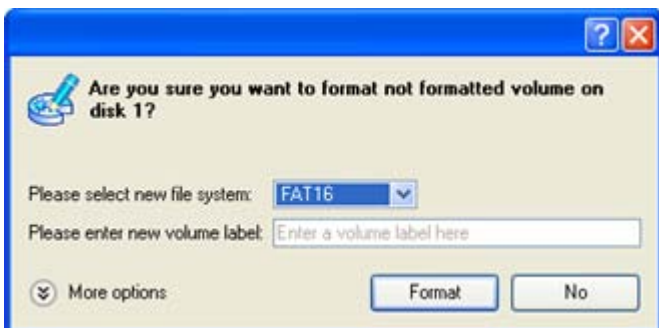 Are you sure you want to format not formatted volume on
disk 1?
Please select new file system: FAT16
Please enter new volume label: Enter a volume label here
More options Format No